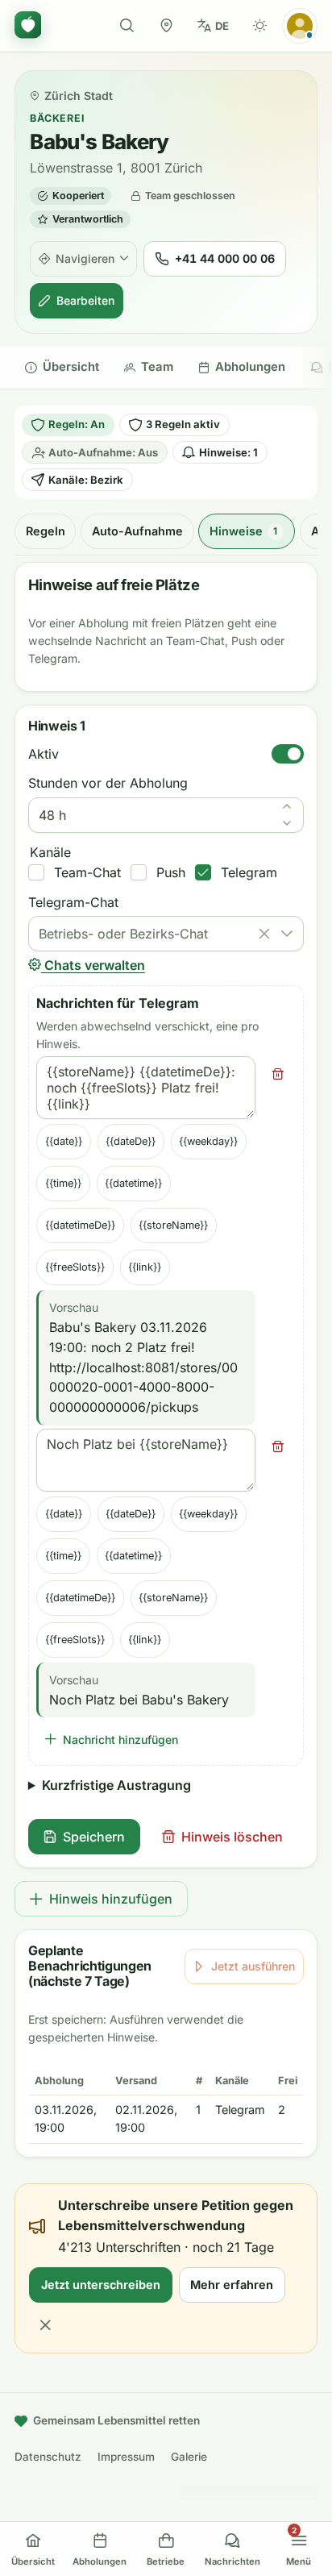 DE
Zürich Stadt
BÄCKEREI
Babu's Bakery
Löwenstrasse 1, 8001 Zürich
Kooperiert
Team geschlossen
Verantwortlich
Navigieren
+41 44 000 00 06
Bearbeiten
Übersicht
Team
Abholungen
Regeln: An
3 Regeln aktiv
Auto-Aufnahme: Aus
Hinweise: 1
Kanäle: Bezirk
Regeln
Auto-Aufnahme
Hinweise 1
Hinweise auf freie Plätze
Vor einer Abholung mit freien Plätzen geht eine
wechselnde Nachricht an Team-Chat, Push oder
Telegram.
Hinweis 1
Aktiv
Stunden vor der Abholung
48 h
Kanäle
Team-Chat
Push
Telegram
Telegram-Chat
Betriebs- oder Bezirks-Chat
Chats verwalten
Nachrichten für Telegram
Werden abwechselnd verschickt, eine pro
Hinweis.
{{storeName}} {{datetimeDe}}:
noch {{freeSlots}} Platz frei!
{{link}}
{{date}}
{{dateDe}}
{{weekday}}
{{time}}
{{datetime}}
{{datetimeDe}}
{{storeName}}
{{freeSlots}}
{{link}}
Vorschau
Babu's Bakery 03.11.2026
19:00: noch 2 Platz frei!
http://localhost:8081/stores/00
000020-0001-4000-8000-
000000000006/pickups
Noch Platz bei {{storeName}}
{{date}}
{{dateDe}}
{{weekday}}
{{time}}
{{datetime}}
{{datetimeDe}}
{{storeName}}
{{freeSlots}}
{{link}}
Vorschau
Noch Platz bei Babu's Bakery
Nachricht hinzufügen
Kurzfristige Austragung
Speichern
Hinweis löschen
Hinweis hinzufügen
Geplante
Benachrichtigungen
(nächste 7 Tage)
Jetzt ausführen
Erst speichern: Ausführen verwendet die
gespeicherten Hinweise.
Abholung Versand # Kanäle Frei
03.11.2026, 02.11.2026, 1 Telegram 2
19:00 19:00
Unterschreibe unsere Petition gegen
Lebensmittelverschwendung
4'213 Unterschriften · noch 21 Tage
Jetzt unterschreiben
Mehr erfahren
Gemeinsam Lebensmittel retten
Datenschutz
Impressum
Galerie
2
Übersicht
Abholungen
Betriebe
Nachrichten
Menü